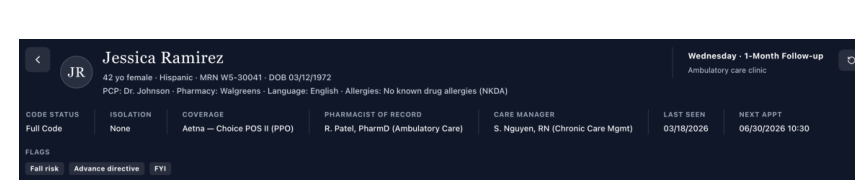 Jessica Ramirez
JR
42 yo female · Hispanic · MRN W5-30041 · DOB 03/12/1972
PCP: Dr. Johnson · Pharmacy: Walgreens · Language: English · Allergies: No known drug allergies (NKDA)
Wednesday · 1-Month Follow-up
Ambulatory care clinic
CODE STATUS ISOLATION COVERAGE PHARMACIST OF RECORD CARE MANAGER LAST SEEN NEXT APPT
Full Code None Aetna — Choice POS II (PPO) R. Patel, PharmD (Ambulatory Care) S. Nguyen, RN (Chronic Care Mgmt) 03/18/2026 06/30/2026 10:30
FLAGS
Fall risk Advance directive FYI